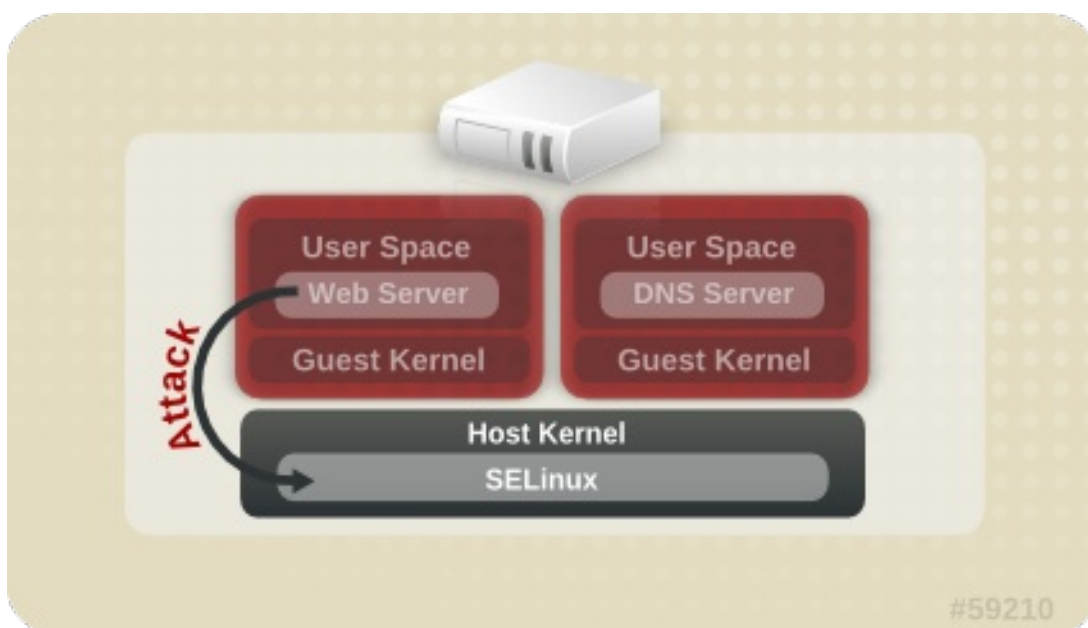 User Space
Web Server
Guest Kernel
User Space
DNS Server
Guest Kernel
Attack
Host Kernel
SELinux
#59210